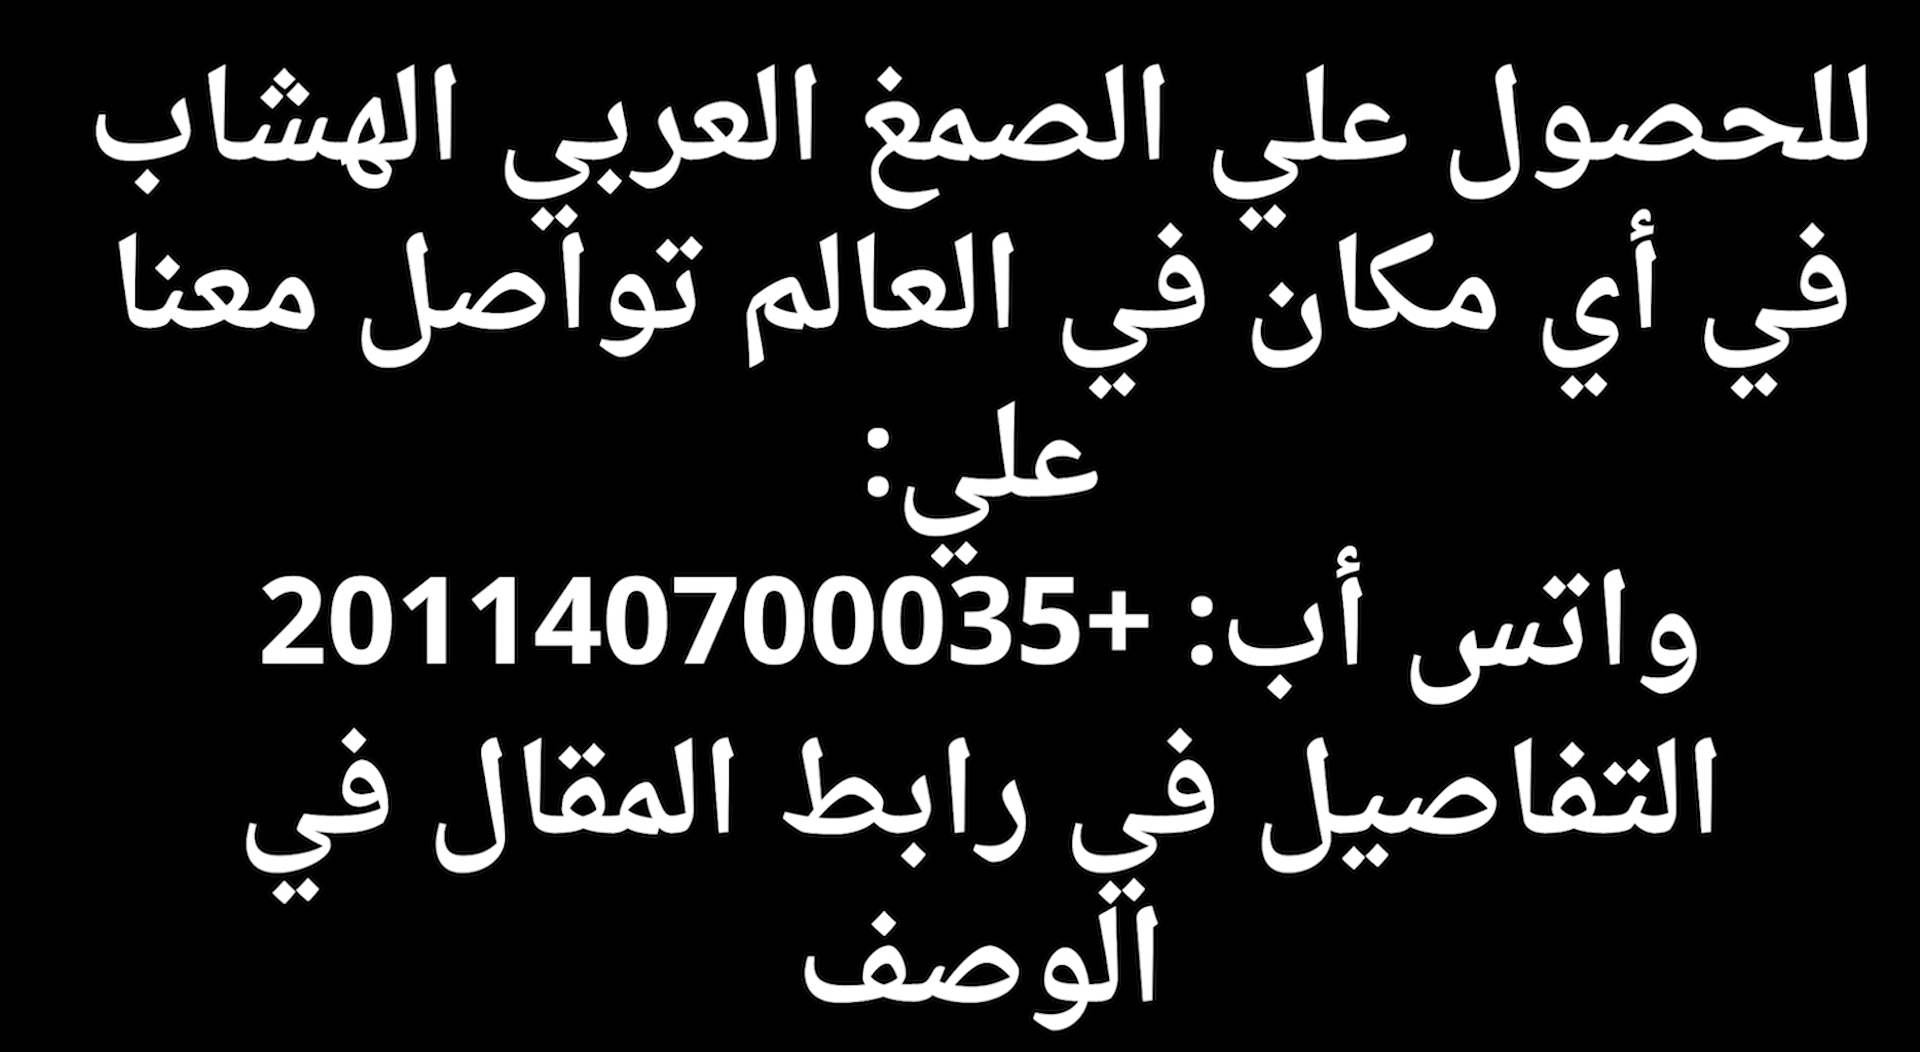 للحصول علي الصمغ العربي الهشاب
في أي مكان في العالم تواصل معنا
علي:
واتس أب: +201140700035
التفاصيل في رابط المقال في
الوصف